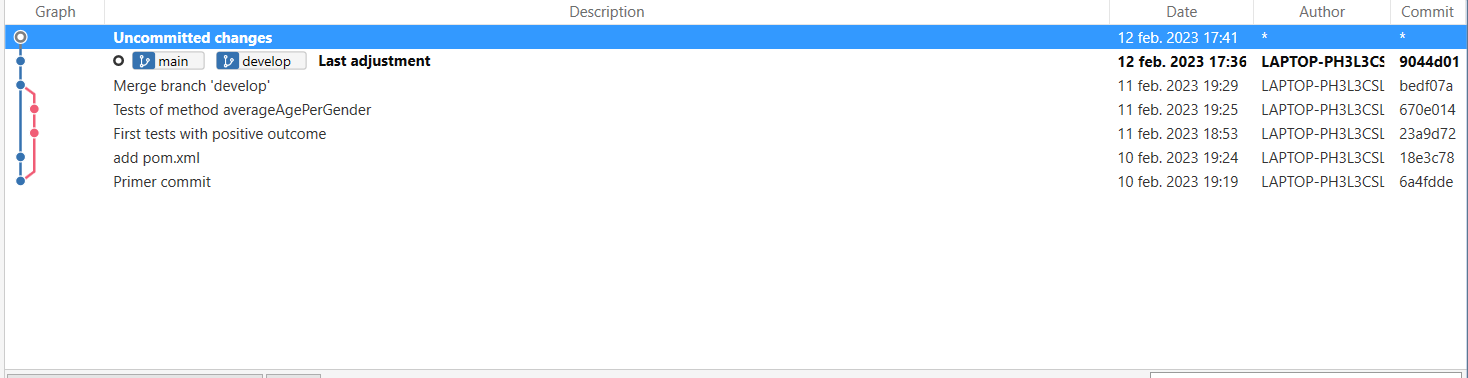 Graph Description Date Author Commit
Uncommitted changes 12 feb. 2023 17:41 * *
main develop Last adjustment 12 feb. 2023 17:36 LAPTOP-PH3L3CS 9044d01
Merge branch 'develop' 11 feb. 2023 19:29 LAPTOP-PH3L3CSL bedf07a
Tests of method averageAgePerGender 11 feb. 2023 19:25 LAPTOP-PH3L3CSL 670e014
First tests with positive outcome 11 feb. 2023 18:53 LAPTOP-PH3L3CSL 23a9d72
add pom.xml 10 feb. 2023 19:24 LAPTOP-PH3L3CSL 18e3c78
Primer commit 10 feb. 2023 19:19 LAPTOP-PH3L3CSL 6a4fdde